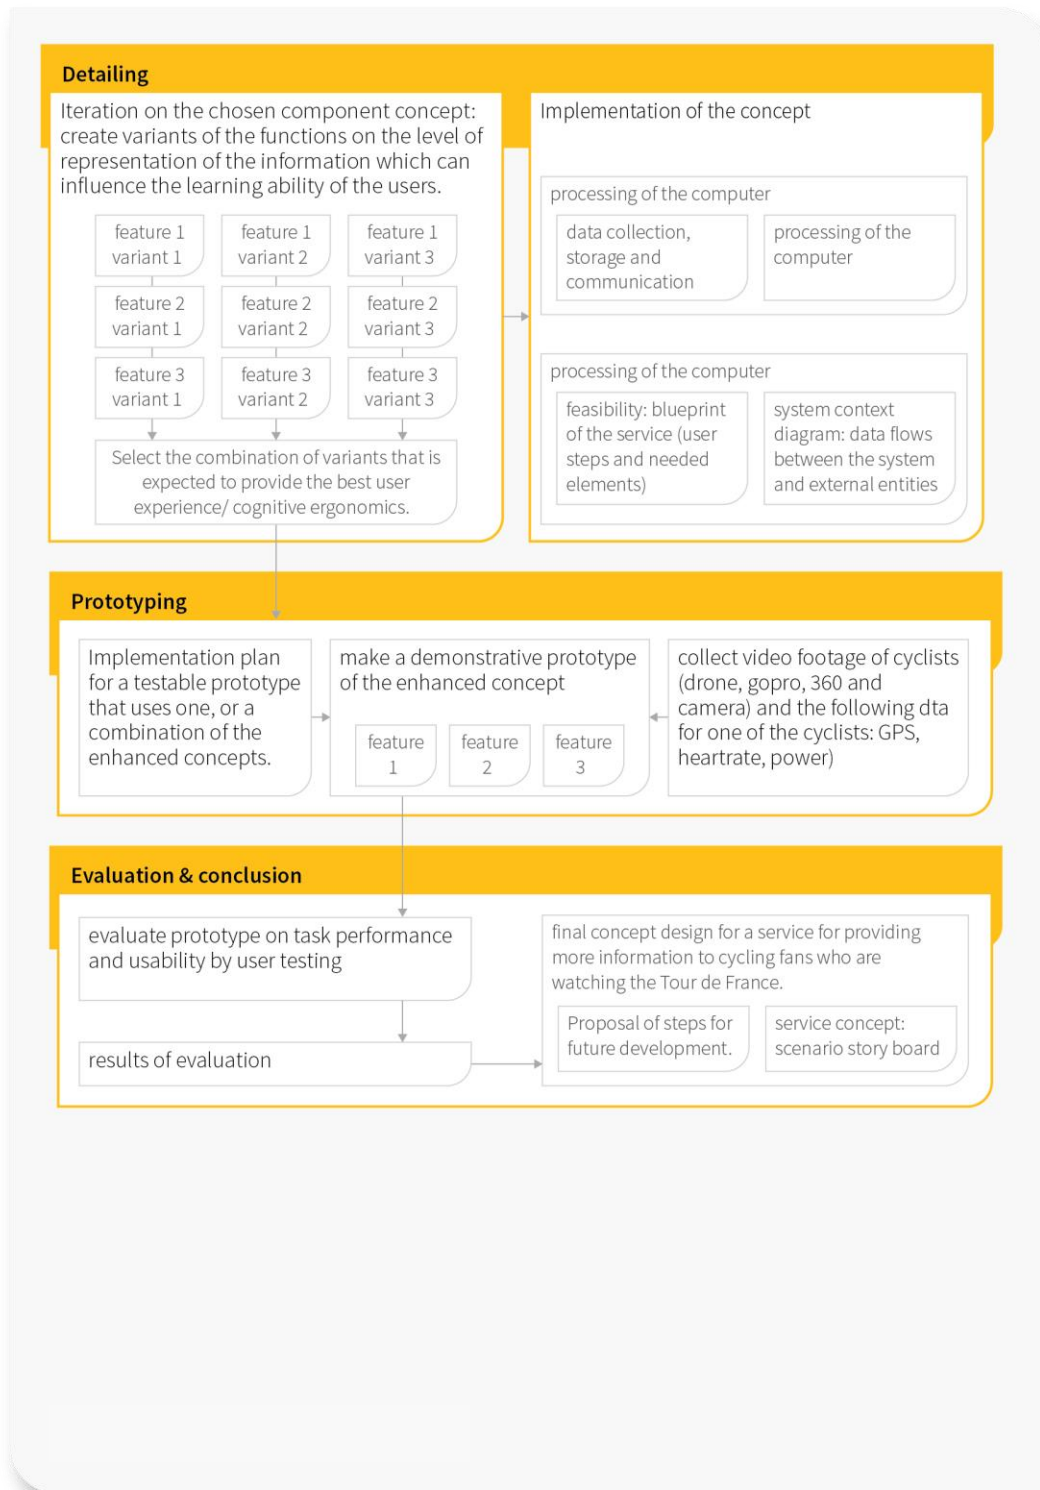 Detailing
Iteration on the chosen component concept:
create variants of the functions on the level of
representation of the information which can
influence the learning ability of the users.
feature 1
variant 1
feature 1
variant 2
feature 1
variant 3
feature 2
variant 1
feature 2
variant 2
feature 2
variant 3
feature 3
variant 1
feature 3
variant 2
feature 3
variant 3
Select the combination of variants that is
expected to provide the best user
experience/ cognitive ergonomics.
Implementation of the concept
processing of the computer
data collection,
storage and
communication
processing of the
computer
processing of the computer
feasibility: blueprint
of the service (user
steps and needed
elements)
system context
diagram: data flows
between the system
and external entities
Prototyping
Implementation plan
for a testable prototype
that uses one, or a
combination of the
enhanced concepts.
make a demonstrative prototype
of the enhanced concept
feature
1
feature
2
feature
3
collect video footage of cyclists
(drone, gopro, 360 and
camera) and the following dta
for one of the cyclists: GPS,
heartrate, power)
Evaluation & conclusion
evaluate prototype on task performance
and usability by user testing
results of evaluation
final concept design for a service for providing
more information to cycling fans who are
watching the Tour de France.
Proposal of steps for
future development.
service concept:
scenario story board